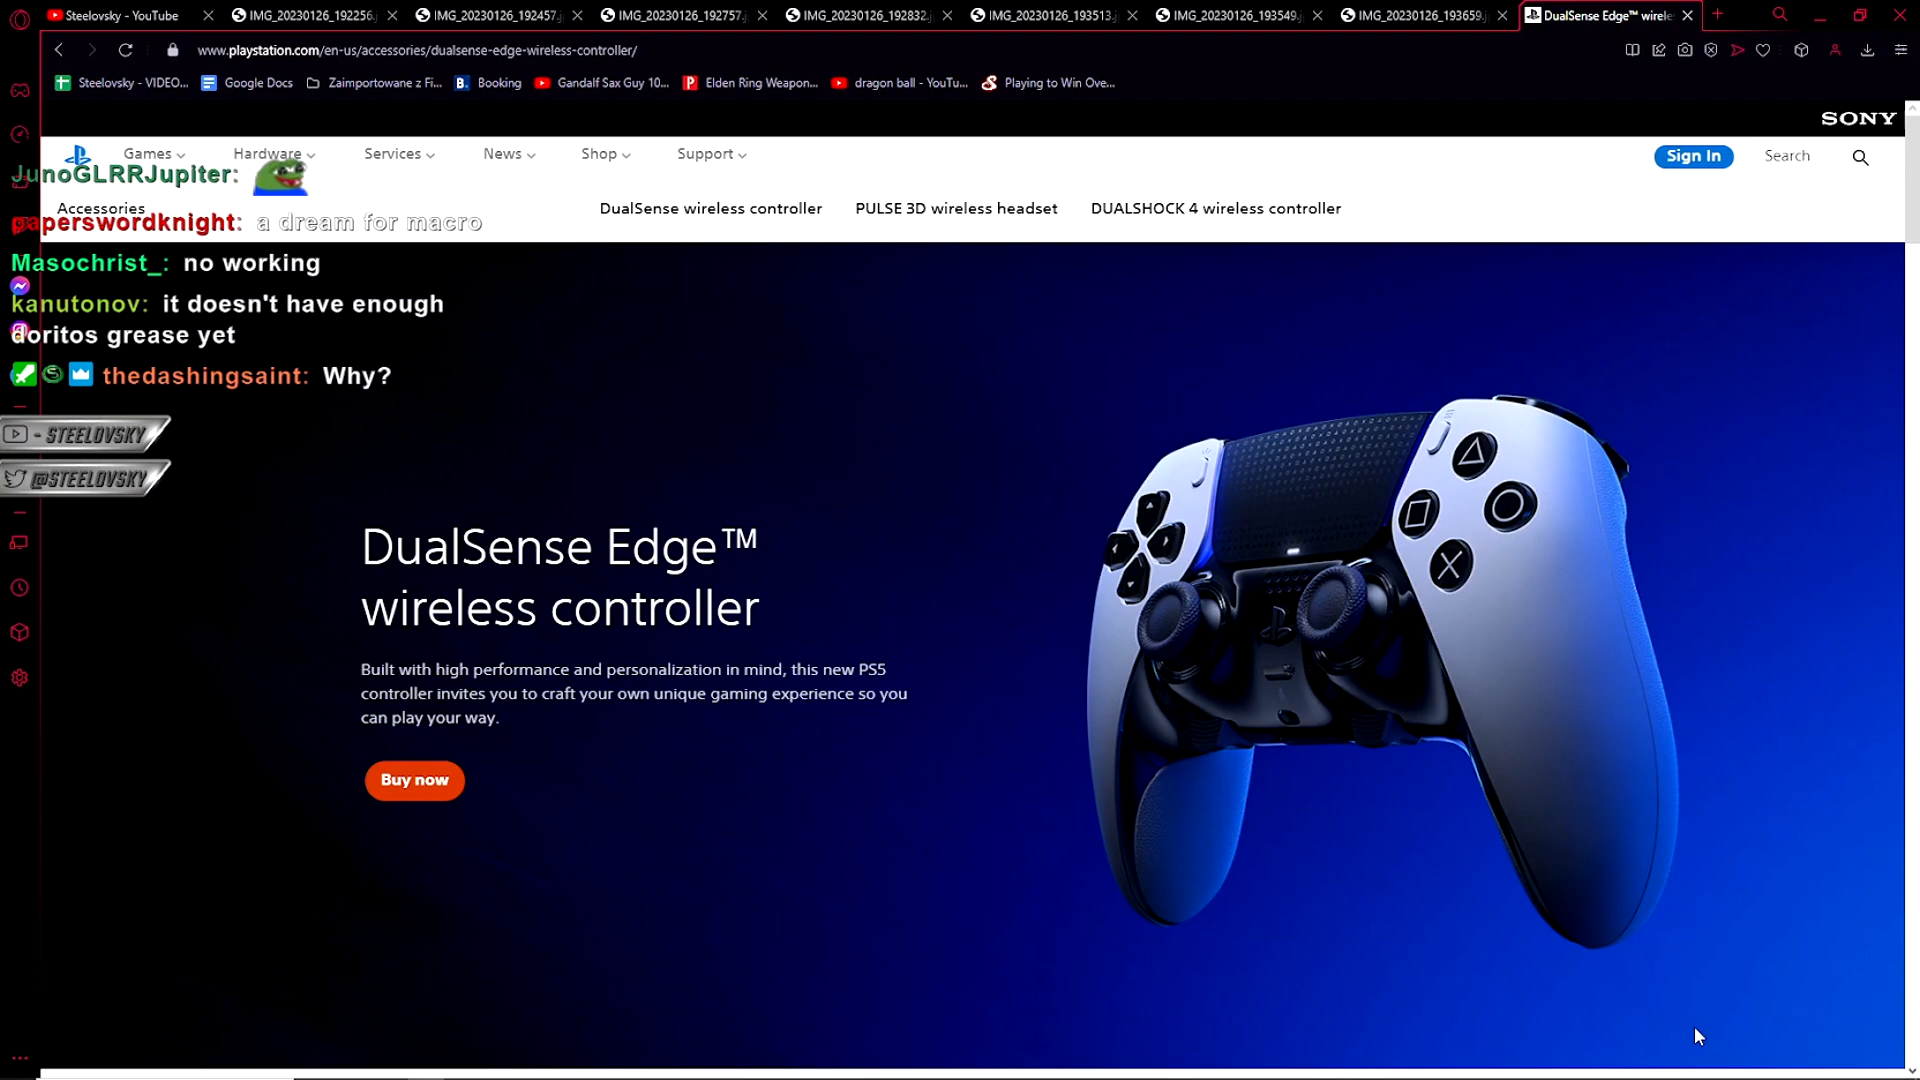 Steelovsky - YouTube
IMG_20230126_192256.j
IMG_20230126_192457.j
IMG_20230126_192757.j
IMG_20230126_192832.j
IMG_20230126_193513.j
IMG_20230126_193549.j
IMG_20230126_193659.j
DualSense Edge™ wirele
www.playstation.com/en-us/accessories/dualsense-edge-wireless-controller/
Steelovsky - VIDEO...
Google Docs
Zaimportowane z Fi...
Booking
Gandalf Sax Guy 10...
Elden Ring Weapon...
dragon ball - YouTu...
Playing to Win Ove...
SONY
Games
Hardware
Services
News
Shop
Support
Sign In
Search
JunoGLRRJupiter:
Accessories
DualSense wireless controller
PULSE 3D wireless headset
DUALSHOCK 4 wireless controller
paperswordknight: a dream for macro
Masochrist_: no working
kanutonov: it doesn't have enough
doritos grease yet
thedashingsaint: Why?
- STEELOVSKY
@STEELOVSKY
DualSense Edge™
wireless controller
Built with high performance and personalization in mind, this new PS5
controller invites you to craft your own unique gaming experience so you
can play your way.
Buy now